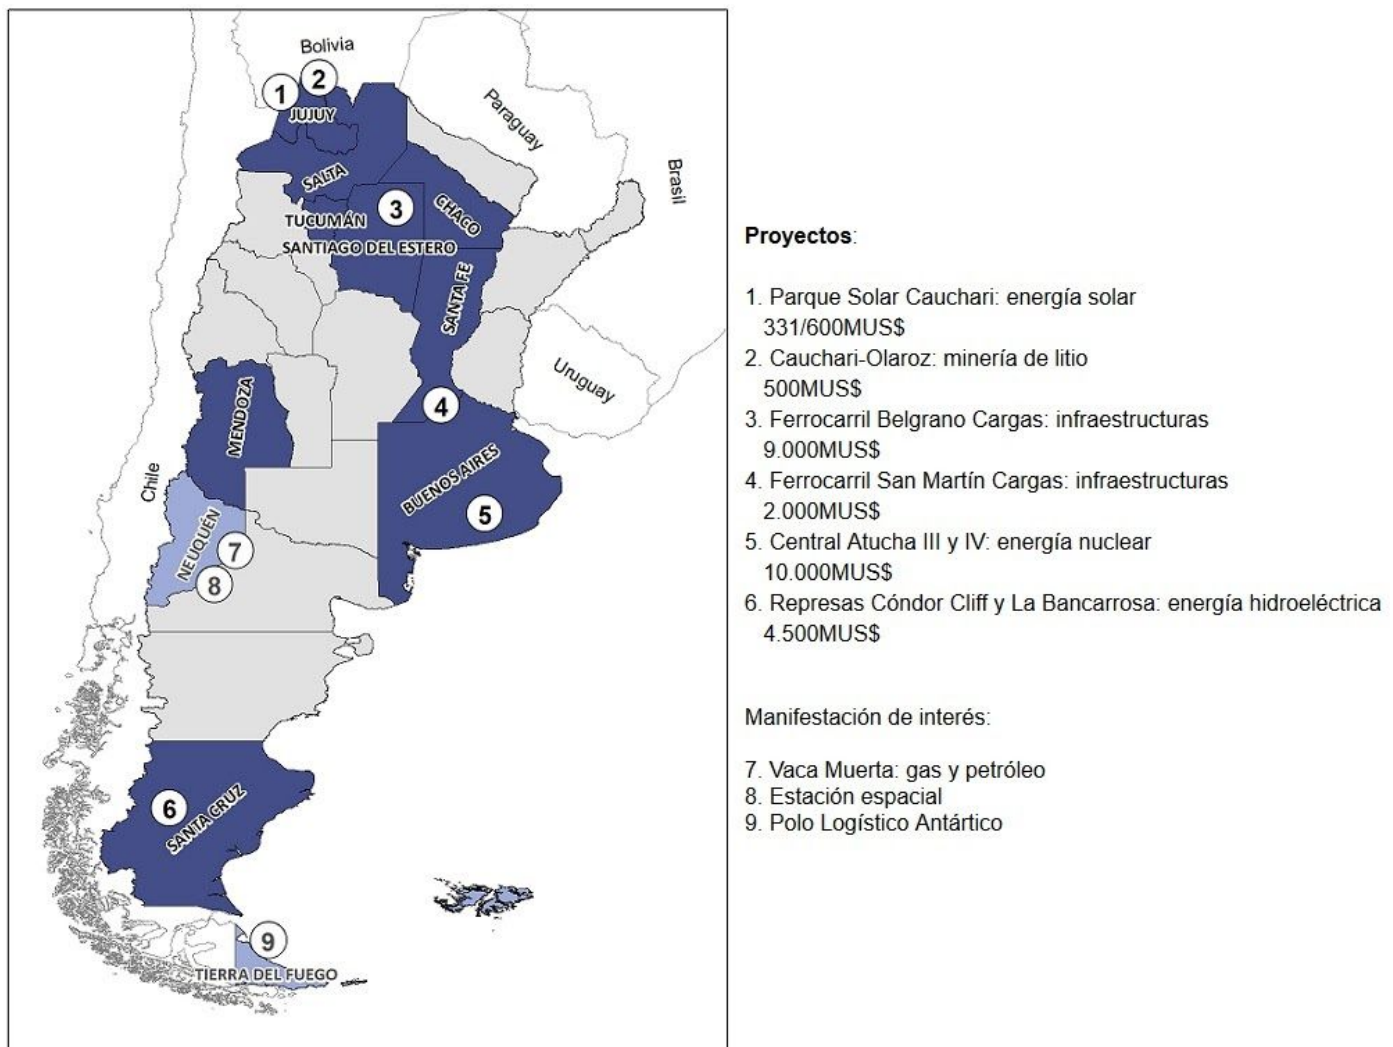 Bolivia
1
2
JUJUY
Paraguay
Brasil
SALTA
3
CHACO
TUCUMÁN
SANTIAGO DEL ESTERO
SANTA FE
Uruguay
MENDOZA
4
Chile
BUENOS AIRES
5
NEUQUÉN
7
8
6
SANTA CRUZ
9
TIERRA DEL FUEGO
Proyectos:
1. Parque Solar Cauchari: energía solar
331/600MUS$
2. Cauchari-Olaroz: minería de litio
500MUS$
3. Ferrocarril Belgrano Cargas: infraestructuras
9.000MUS$
4. Ferrocarril San Martín Cargas: infraestructuras
2.000MUS$
5. Central Atucha III y IV: energía nuclear
10.000MUS$
6. Represas Cóndor Cliff y La Bancarrosa: energía hidroeléctrica
4.500MUS$
Manifestación de interés:
7. Vaca Muerta: gas y petróleo
8. Estación espacial
9. Polo Logístico Antártico